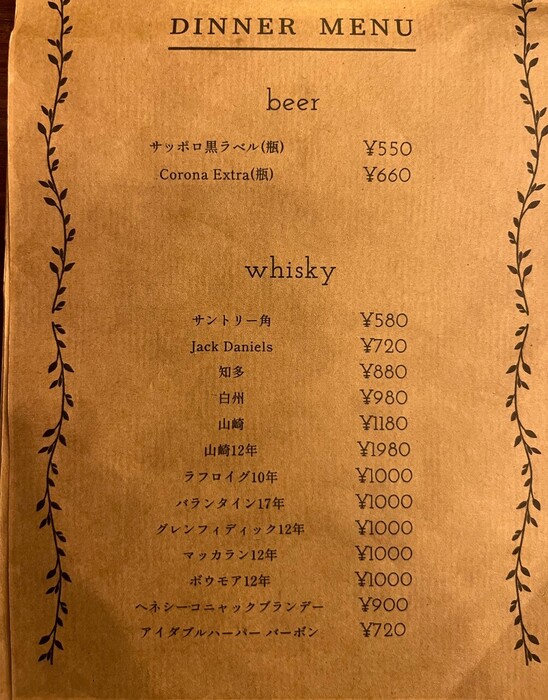 DINNER MENU
beer
サッポロ黒ラベル(瓶) ¥550
Corona Extra(瓶) ¥660
whisky
サントリー角 ¥580
Jack Daniels ¥720
知多 ¥880
白州 ¥980
山崎 ¥1180
山崎12年 ¥1980
ラフロイグ10年 ¥1000
バランタイン17年 ¥1000
グレンフィディック12年 ¥1000
マッカラン12年 ¥1000
ボウモア12年 ¥1000
ヘネシーコニャックブランデー ¥900
アイダブルハーパー バーボン ¥720